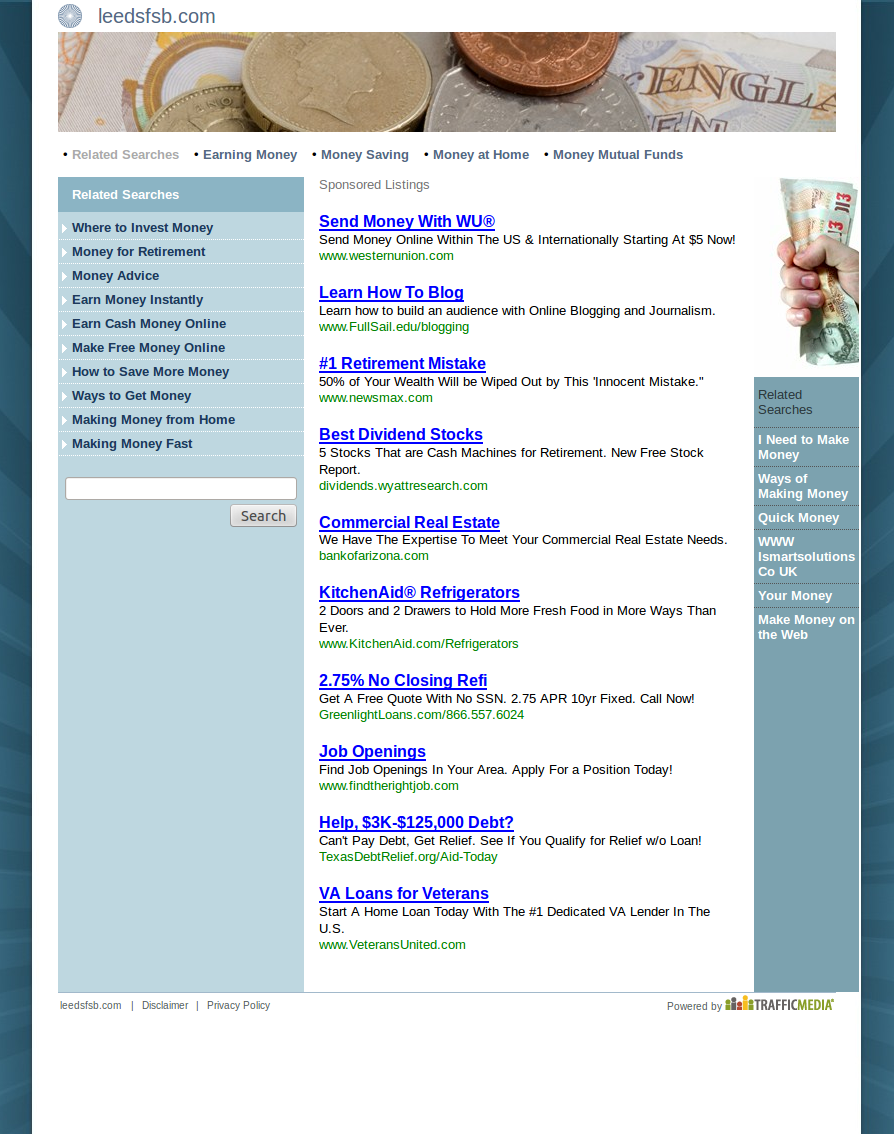 leedsfsb.com
ENGLA
• Related Searches • Earning Money • Money Saving • Money at Home • Money Mutual Funds
Related Searches
Where to Invest Money
Money for Retirement
Money Advice
Earn Money Instantly
Earn Cash Money Online
Make Free Money Online
How to Save More Money
Ways to Get Money
Making Money from Home
Making Money Fast
Search
Sponsored Listings
Send Money With WU®
Send Money Online Within The US & Internationally Starting At $5 Now!
www.westernunion.com
Learn How To Blog
Learn how to build an audience with Online Blogging and Journalism.
www.FullSail.edu/blogging
#1 Retirement Mistake
50% of Your Wealth Will be Wiped Out by This 'Innocent Mistake."
www.newsmax.com
Best Dividend Stocks
5 Stocks That are Cash Machines for Retirement. New Free Stock
Report.
dividends.wyattresearch.com
Commercial Real Estate
We Have The Expertise To Meet Your Commercial Real Estate Needs.
bankofarizona.com
KitchenAid® Refrigerators
2 Doors and 2 Drawers to Hold More Fresh Food in More Ways Than
Ever.
www.KitchenAid.com/Refrigerators
2.75% No Closing Refi
Get A Free Quote With No SSN. 2.75 APR 10yr Fixed. Call Now!
GreenlightLoans.com/866.557.6024
Job Openings
Find Job Openings In Your Area. Apply For a Position Today!
www.findtherightjob.com
Help, $3K-$125,000 Debt?
Can't Pay Debt, Get Relief. See If You Qualify for Relief w/o Loan!
TexasDebtRelief.org/Aid-Today
VA Loans for Veterans
Start A Home Loan Today With The #1 Dedicated VA Lender In The
U.S.
www.VeteransUnited.com
Related
Searches
I Need to Make
Money
Ways of
Making Money
Quick Money
WWW
Ismartsolutions
Co UK
Your Money
Make Money on
the Web
leedsfsb.com | Disclaimer | Privacy Policy
Powered by TRAFFICMEDIA®